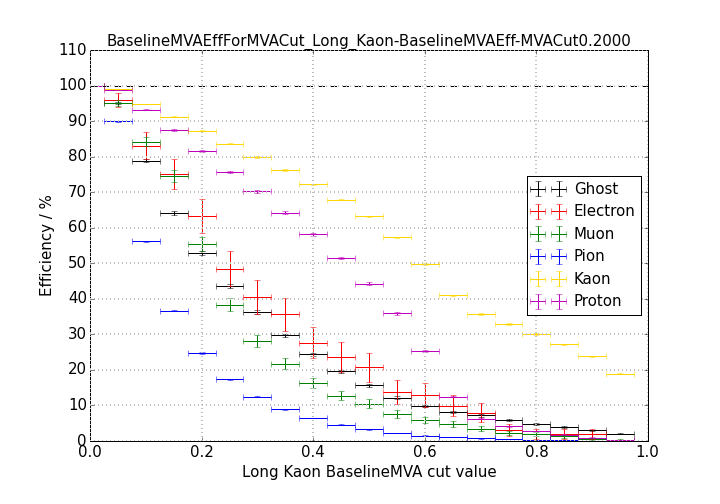 BaselineMVAEffForMVACut_Long_Kaon-BaselineMVAEff-MVACut0.2000
110
100
90
80
70
60
50
40
30
20
10
0
Efficiency / %
Ghost
Electron
Muon
Pion
Kaon
Proton
0.0 0.2 0.4 0.6 0.8 1.0
Long Kaon BaselineMVA cut value